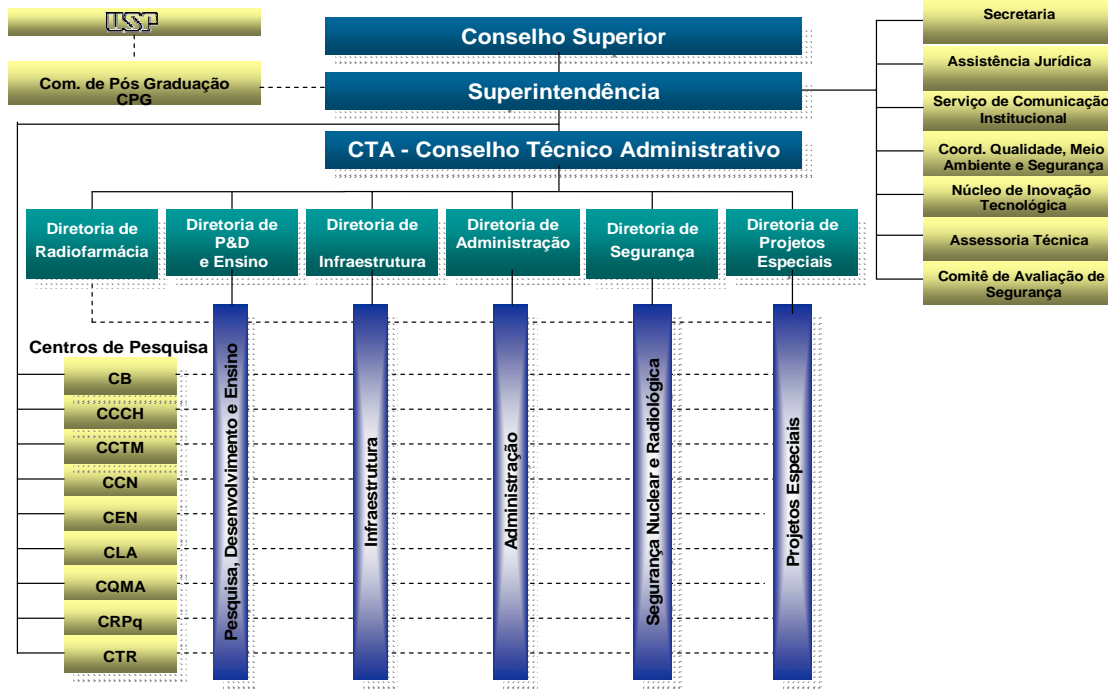 USP
Com. de Pós Graduação
CPG
Conselho Superior
Superintendência
CTA - Conselho Técnico Administrativo
Secretaria
Assistência Jurídica
Serviço de Comunicação
Institucional
Coord. Qualidade, Meio
Ambiente e Segurança
Núcleo de Inovação
Tecnológica
Assessoria Técnica
Comitê de Avaliação de
Segurança
Diretoria de
Radiofarmácia
Diretoria de
P&D
e Ensino
Diretoria de
Infraestrutura
Diretoria de
Administração
Diretoria de
Segurança
Diretoria de
Projetos
Especiais
Centros de Pesquisa
CB
CCCH
CCTM
CCN
CEN
CLA
CQMA
CRPq
CTR
Pesquisa, Desenvolvimento e Ensino
Infraestrutura
Administração
Segurança Nuclear e Radiológica
Projetos Especiais